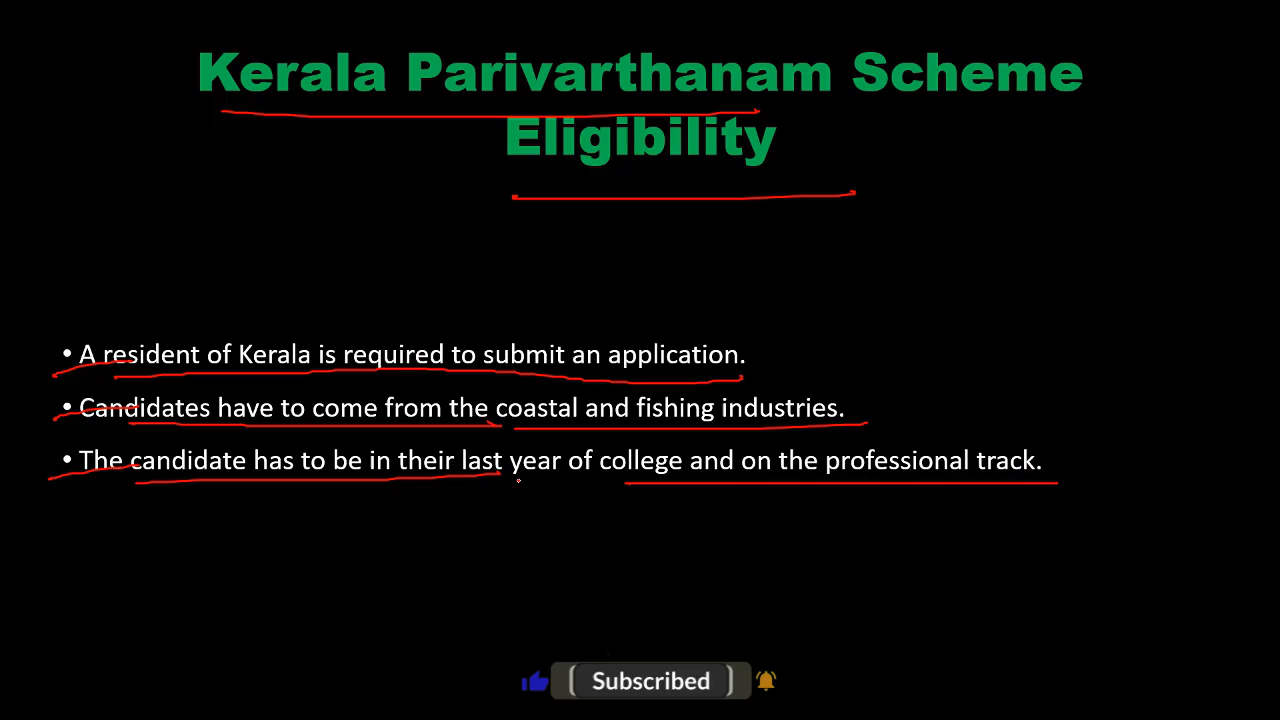 Kerala Parivarthanam Scheme
Eligibility
• A resident of Kerala is required to submit an application.
• Candidates have to come from the coastal and fishing industries.
• The candidate has to be in their last year of college and on the professional track.
Subscribed